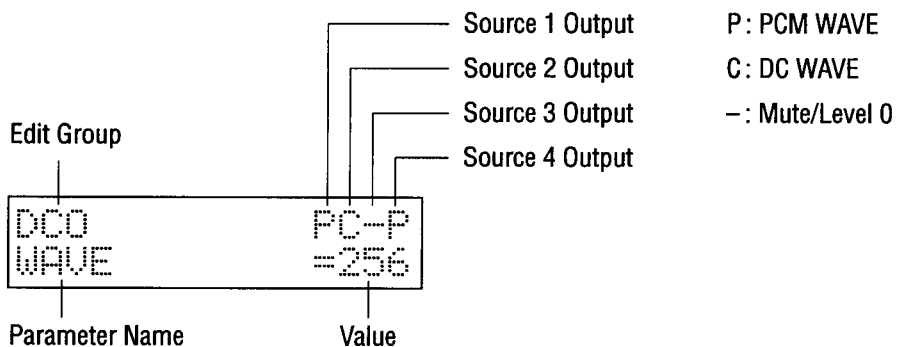 Source 1 Output P: PCM WAVE
Source 2 Output C: DC WAVE
Source 3 Output –: Mute/Level 0
Source 4 Output
Edit Group
DCO PC-P
WAVE =256
Parameter Name Value